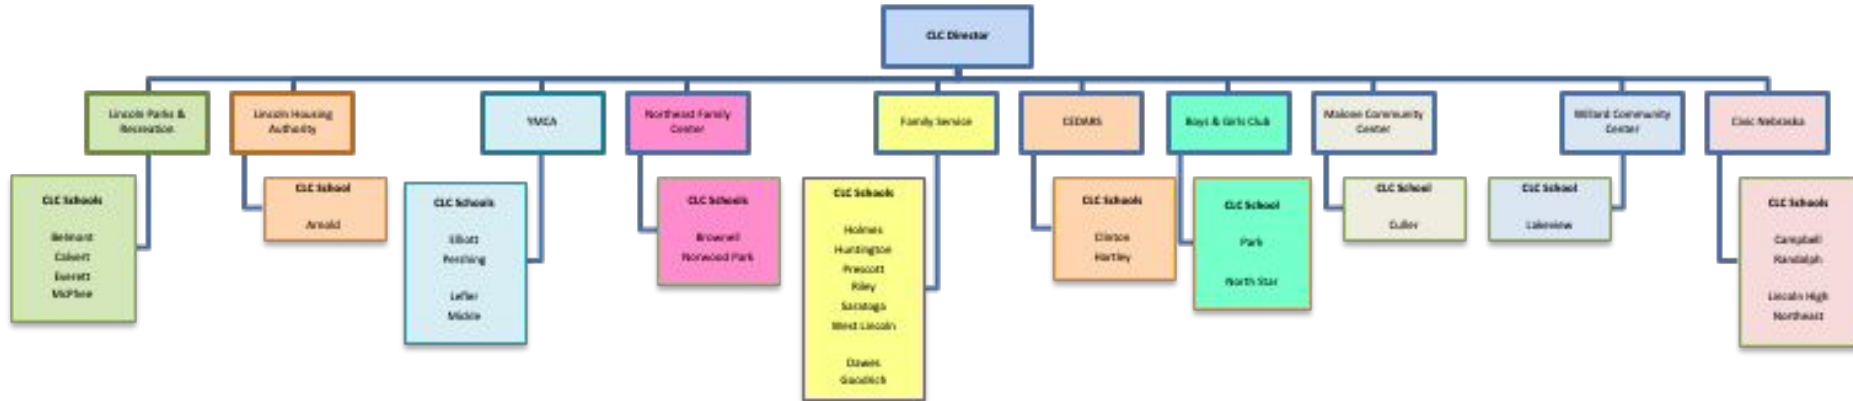 CLC Director
Lincoln Parks &
Recreation
Lincoln Housing
Authority
YMCA
Northeast Family
Center
Family Service
CEDARS
Boys & Girls Club
Malone Community
Center
Willard Community
Center
Civic Nebraska
CLC Schools
Belmont
Calvert
Everett
McPhee
CLC School
Arnold
CLC Schools
Elliott
Pershing
Lefler
Mickle
CLC Schools
Brownell
Norwood Park
CLC Schools
Holmes
Huntington
Prescott
Riley
Saratoga
West Lincoln
Dawes
Goodrich
CLC Schools
Clinton
Hartley
CLC School
Park
North Star
CLC School
Culler
CLC School
Lakeview
CLC Schools
Campbell
Randolph
Lincoln High
Northeast